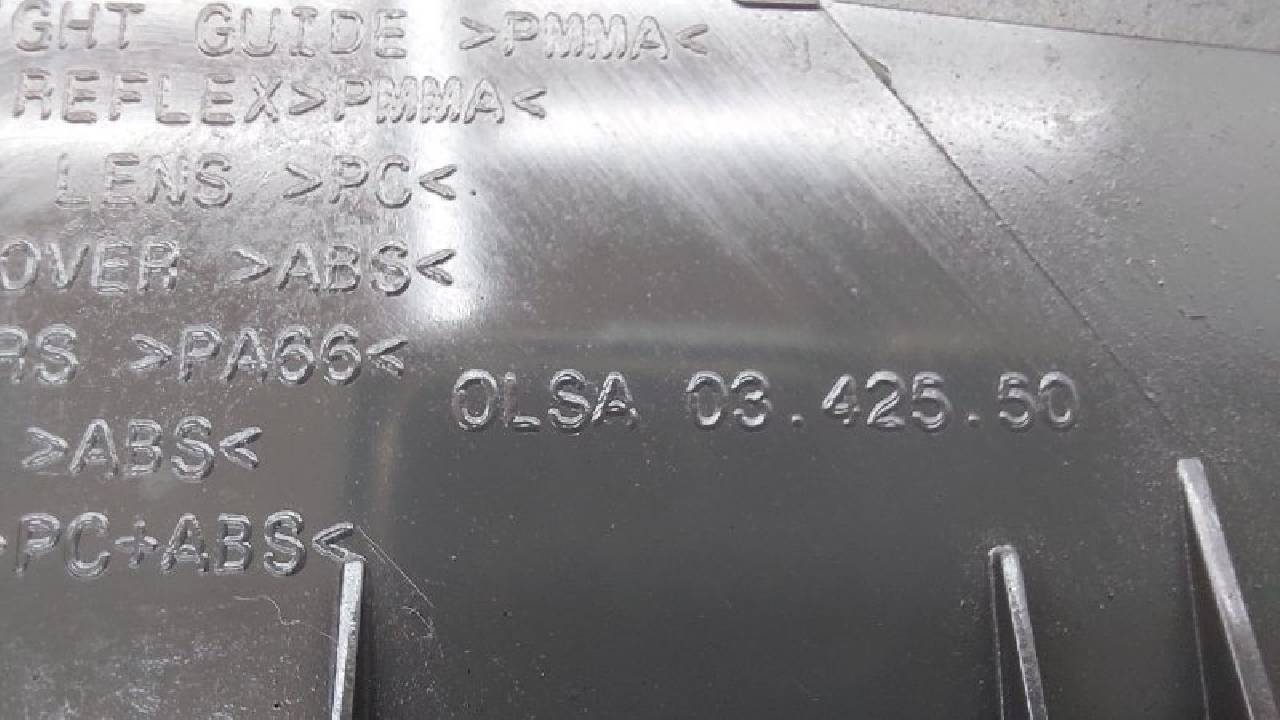 GHT GUIDE >PMMA<
REFLEX>PMMA<
LENS >PC<
OVER >ABS<
RS >PA66<
>ABS<
>PC+ABS<
OLSA 03.425.50